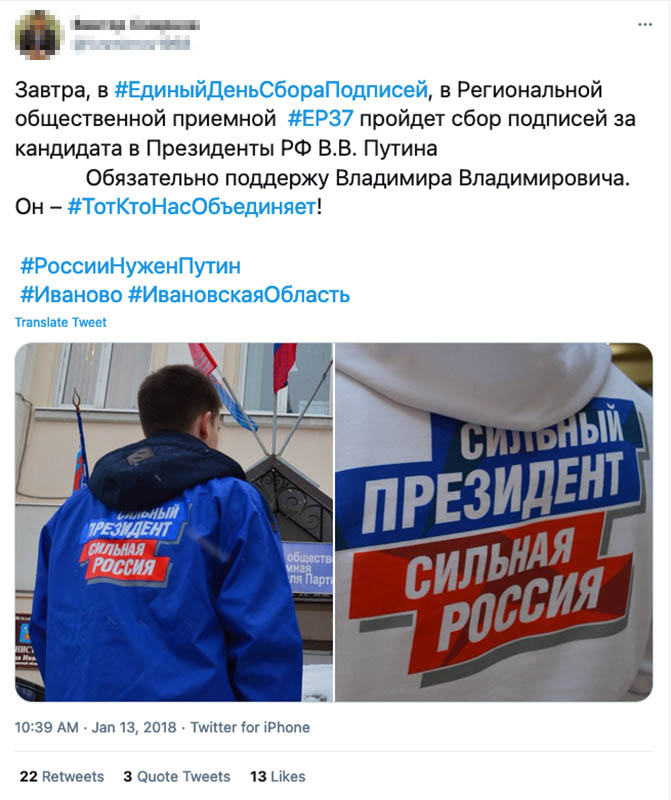 Завтра, в #ЕдиныйДеньСбораПодписей, в Региональной
общественной приемной #ЕР37 пройдет сбор подписей за
кандидата в Президенты РФ В.В. Путина
Обязательно поддержу Владимира Владимировича.
Он – #ТотКтоНасОбъединяет!
#РоссииНуженПутин
#Иваново #ИвановскаяОбласть
Translate Tweet
СИЛЬНЫЙ
ПРЕЗИДЕНТ
СИЛЬНАЯ
РОССИЯ
СИЛЬНЫЙ
ПРЕЗИДЕНТ
СИЛЬНАЯ
РОССИЯ
10:39 AM · Jan 13, 2018 · Twitter for iPhone
22 Retweets 3 Quote Tweets 13 Likes